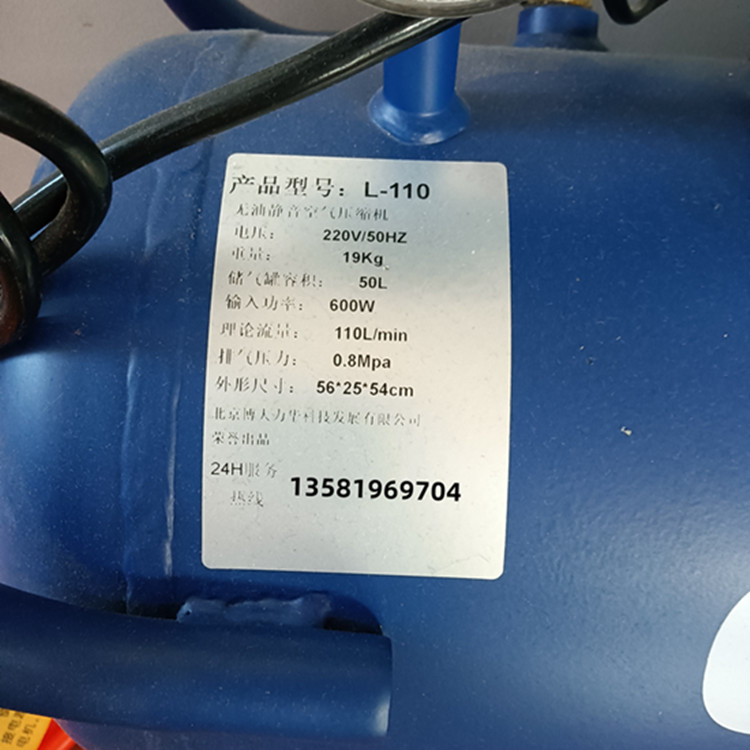 产品型号：L-110
无油静音空气压缩机
电压：220V/50HZ
重量：19Kg
储气罐容积：50L
输入功率：600W
理论流量：110L/min
排气压力：0.8Mpa
外形尺寸：56*25*54cm
北京博大力华科技发展有限公司
荣誉出品
24H服务
热线 13581969704